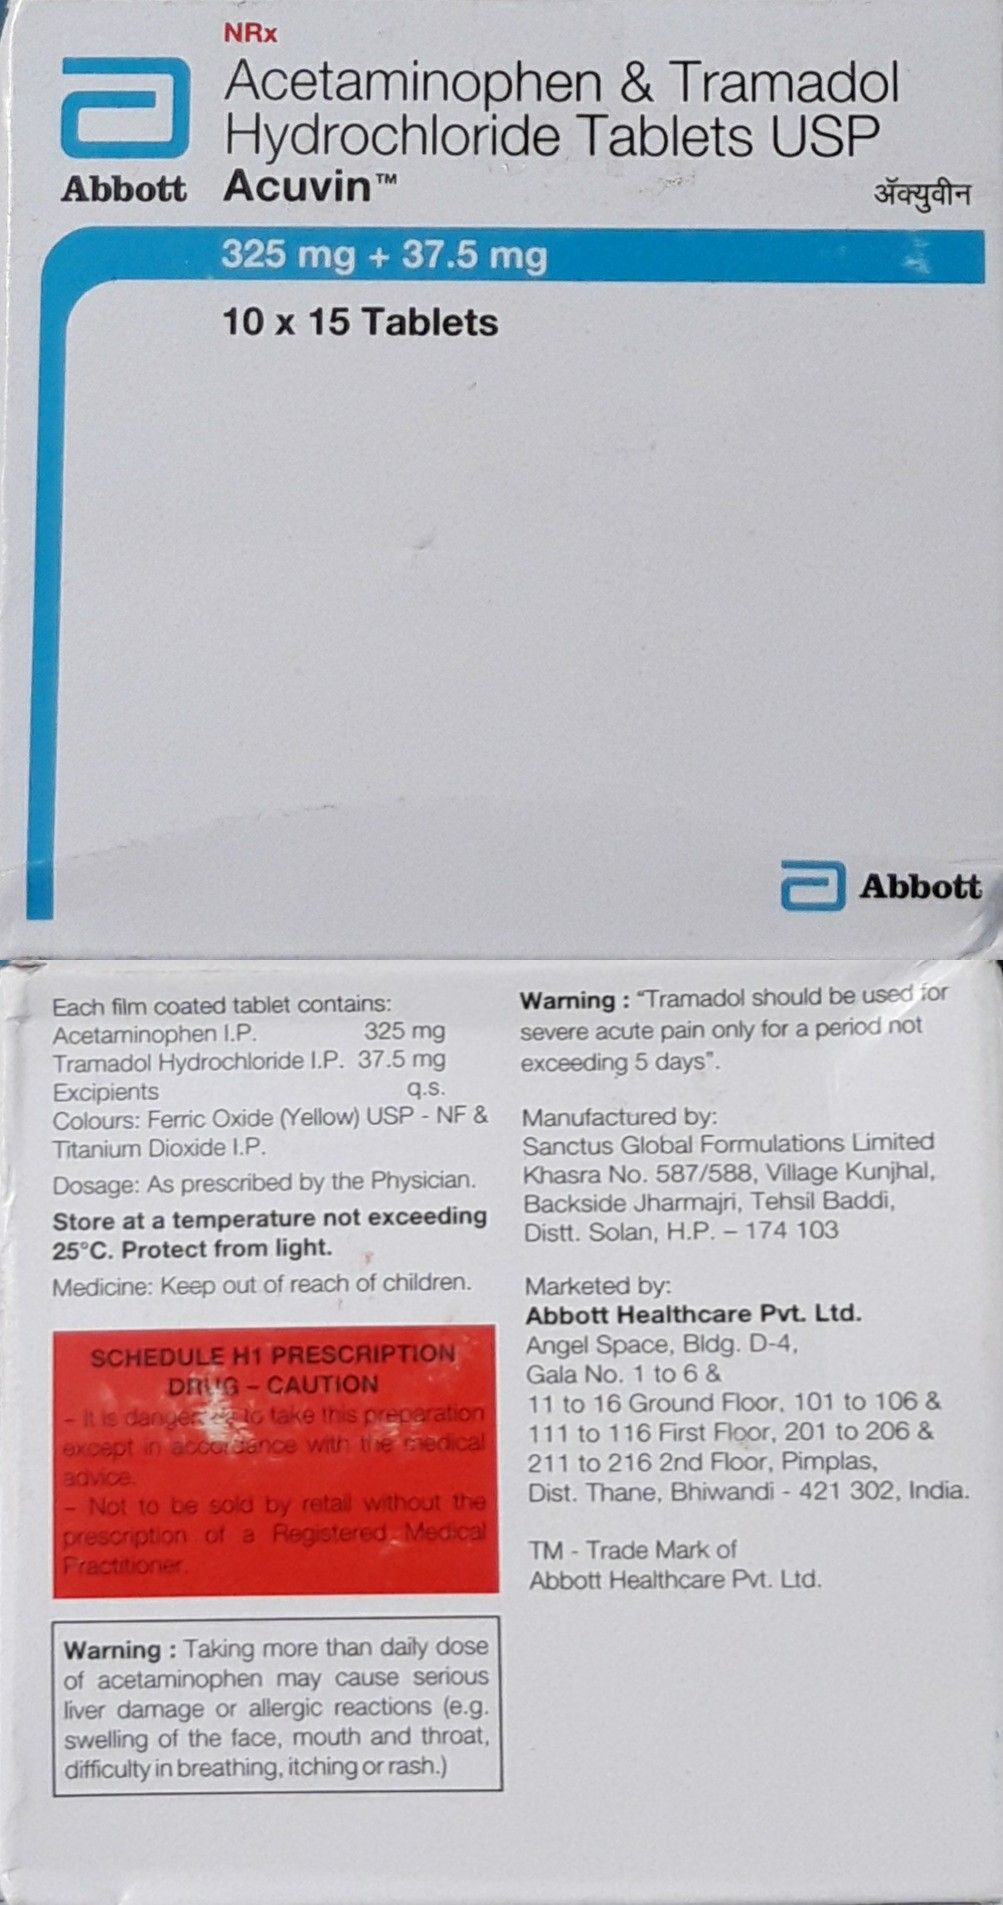 NRx
Acetaminophen & Tramadol
Hydrochloride Tablets USP
Abbott
Acuvin™
ॲक्युवीन
325 mg + 37.5 mg
10 x 15 Tablets
Abbott
Each film coated tablet contains:
Acetaminophen I.P. 325 mg
Tramadol Hydrochloride I.P. 37.5 mg
Excipients q.s.
Colours: Ferric Oxide (Yellow) USP - NF &
Titanium Dioxide I.P.
Dosage: As prescribed by the Physician.
Store at a temperature not exceeding
25°C. Protect from light.
Medicine: Keep out of reach of children.
SCHEDULE H1 PRESCRIPTION
DRUG – CAUTION
– It is dangerous to take this preparation
except in accordance with the medical
advice.
– Not to be sold by retail without the
prescription of a Registered Medical
Practitioner.
Warning : Taking more than daily dose
of acetaminophen may cause serious
liver damage or allergic reactions (e.g.
swelling of the face, mouth and throat,
difficulty in breathing, itching or rash.)
Warning : “Tramadol should be used for
severe acute pain only for a period not
exceeding 5 days”.
Manufactured by:
Sanctus Global Formulations Limited
Khasra No. 587/588, Village Kunjhal,
Backside Jharmajri, Tehsil Baddi,
Distt. Solan, H.P. – 174 103
Marketed by:
Abbott Healthcare Pvt. Ltd.
Angel Space, Bldg. D-4,
Gala No. 1 to 6 &
11 to 16 Ground Floor, 101 to 106 &
111 to 116 First Floor, 201 to 206 &
211 to 216 2nd Floor, Pimplas,
Dist. Thane, Bhiwandi - 421 302, India.
TM - Trade Mark of
Abbott Healthcare Pvt. Ltd.